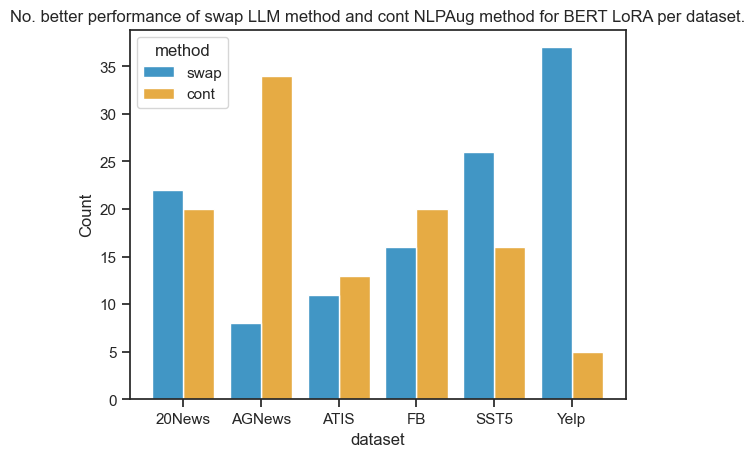 No. better performance of swap LLM method and cont NLPAug method for BERT LoRA per dataset.
method
swap
cont
Count
35
30
25
20
15
10
5
0
20News AGNews ATIS FB SST5 Yelp
dataset